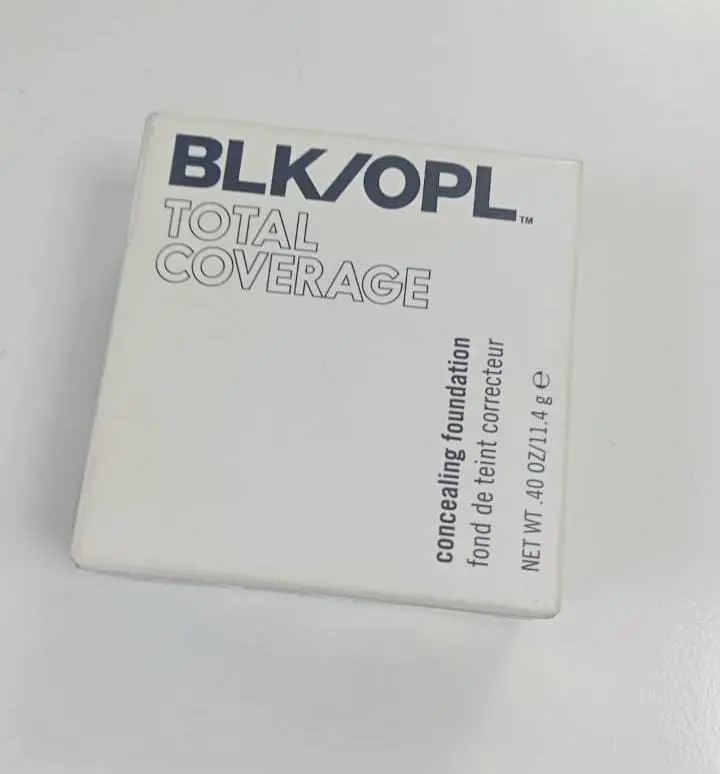 BLK/OPL™
TOTAL
COVERAGE
concealing foundation
fond de teint correcteur
NET WT .40 OZ/11.4 g ℮